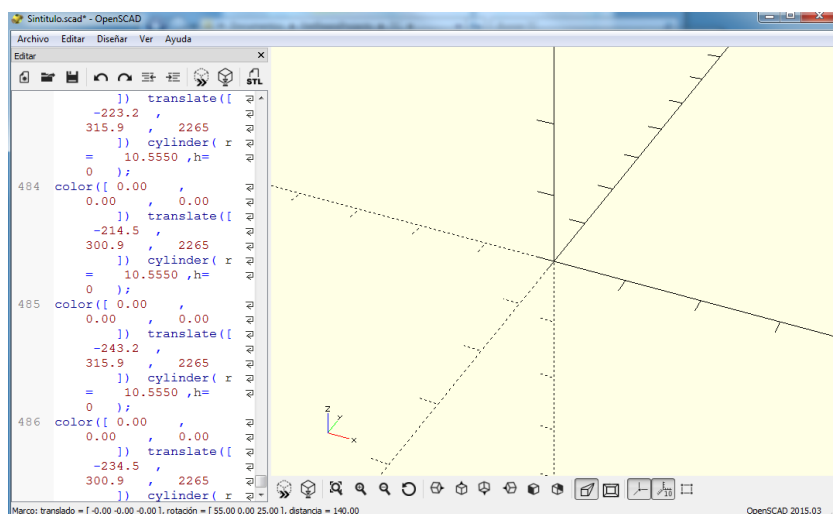 Sintitulo.scad* - OpenSCAD
Archivo Editar Diseñar Ver Ayuda
Editar
STL
]) translate([
-223.2 ,
315.9 , 2265
]) cylinder( r
= 10.5550 ,h=
0 );
484 color([ 0.00 ,
0.00 , 0.00
]) translate([
-214.5 ,
300.9 , 2265
]) cylinder( r
= 10.5550 ,h=
0 );
485 color([ 0.00 ,
0.00 , 0.00
]) translate([
-243.2 ,
315.9 , 2265
]) cylinder( r
= 10.5550 ,h=
0 );
486 color([ 0.00 ,
0.00 , 0.00
]) translate([
-234.5 ,
300.9 , 2265
]) cylinder( r
Z
Y
X
10
Marco: translado = [ -0.00 -0.00 -0.00 ], rotación = [ 55.00 0.00 25.00 ], distancia = 140.00
OpenSCAD 2015.03